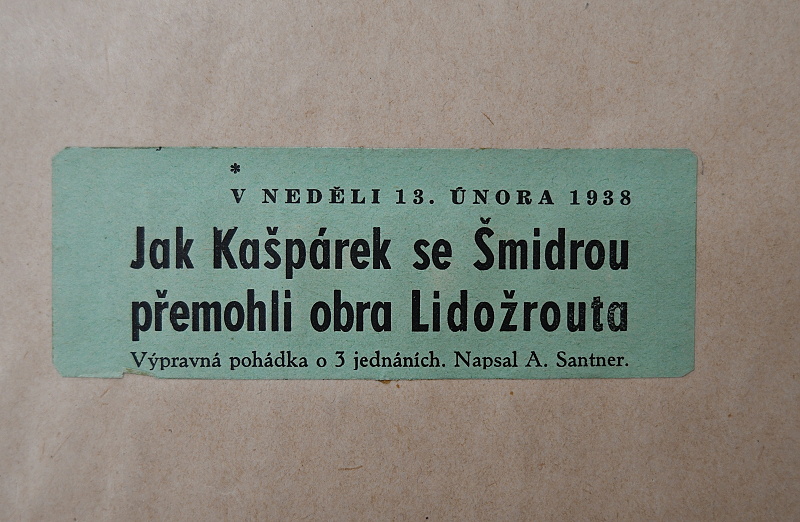 *
V NEDĚLI 13. ÚNORA 1938
Jak Kašpárek se Šmidrou
přemohli obra Lidožrouta
Výpravná pohádka o 3 jednáních. Napsal A. Santner.